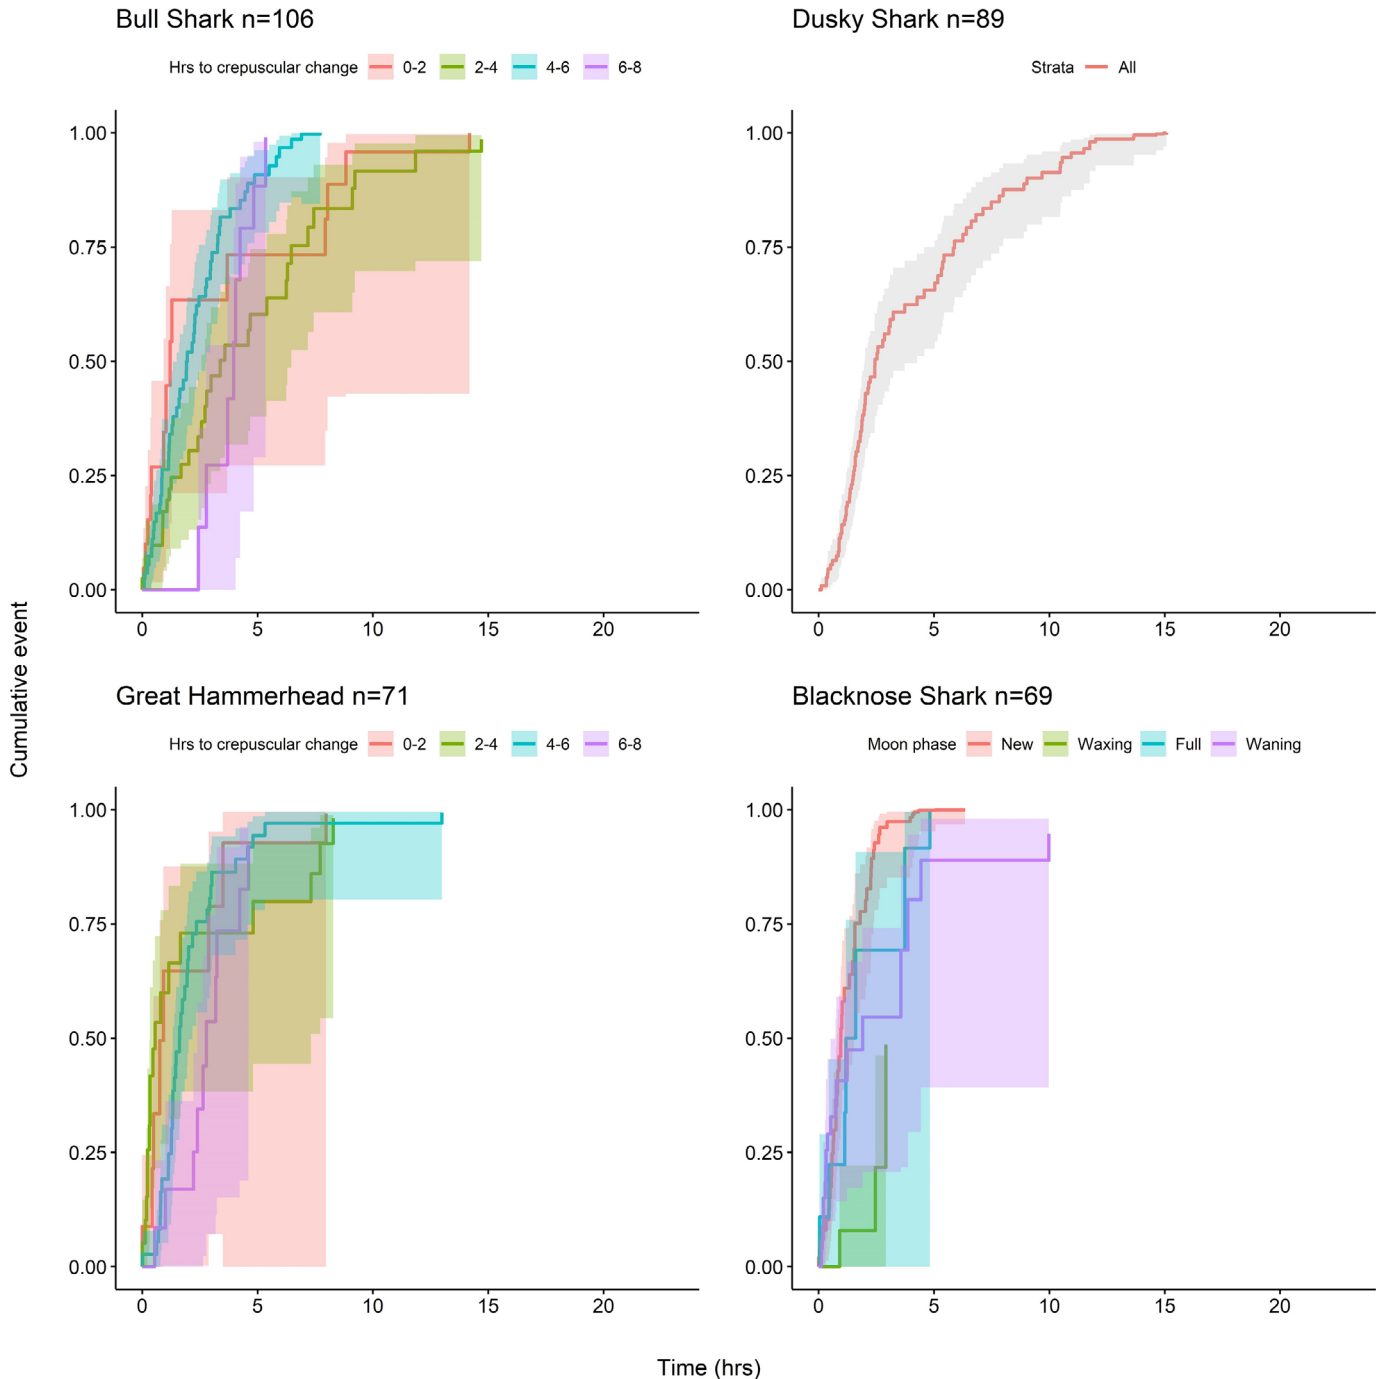 Bull Shark n=106
Hrs to crepuscular change 0-2 2-4 4-6 6-8
1.00
0.75
0.50
0.25
0.00
0 5 10 15 20
Dusky Shark n=89
Strata All
1.00
0.75
0.50
0.25
0.00
0 5 10 15 20
Cumulative event
Great Hammerhead n=71
Hrs to crepuscular change 0-2 2-4 4-6 6-8
1.00
0.75
0.50
0.25
0.00
0 5 10 15 20
Blacknose Shark n=69
Moon phase New Waxing Full Waning
1.00
0.75
0.50
0.25
0.00
0 5 10 15 20
Time (hrs)